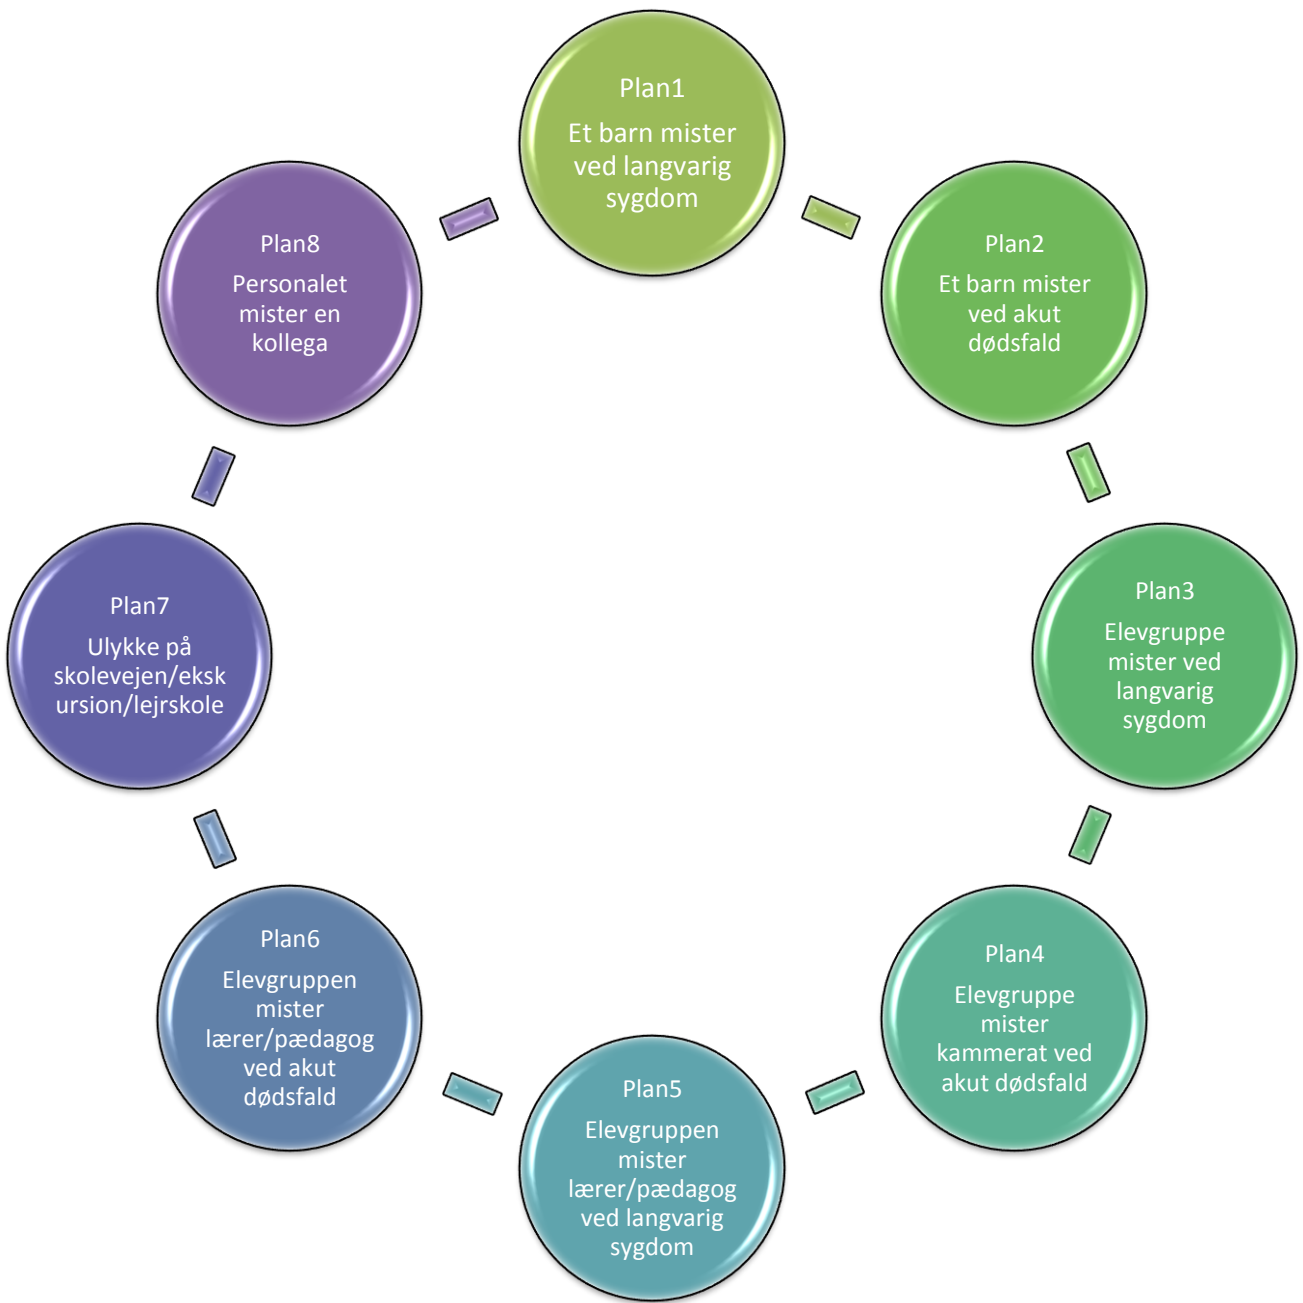 Plan1
Et barn mister
ved langvarig
sygdom
Plan2
Et barn mister
ved akut
dødsfald
Plan3
Elevgruppe
mister ved
langvarig
sygdom
Plan4
Elevgruppe
mister
kammerat ved
akut dødsfald
Plan5
Elevgruppen
mister
lærer/pædagog
ved langvarig
sygdom
Plan6
Elevgruppen
mister
lærer/pædagog
ved akut
dødsfald
Plan7
Ulykke på
skolevejen/eksk
ursion/lejrskole
Plan8
Personalet
mister en
kollega